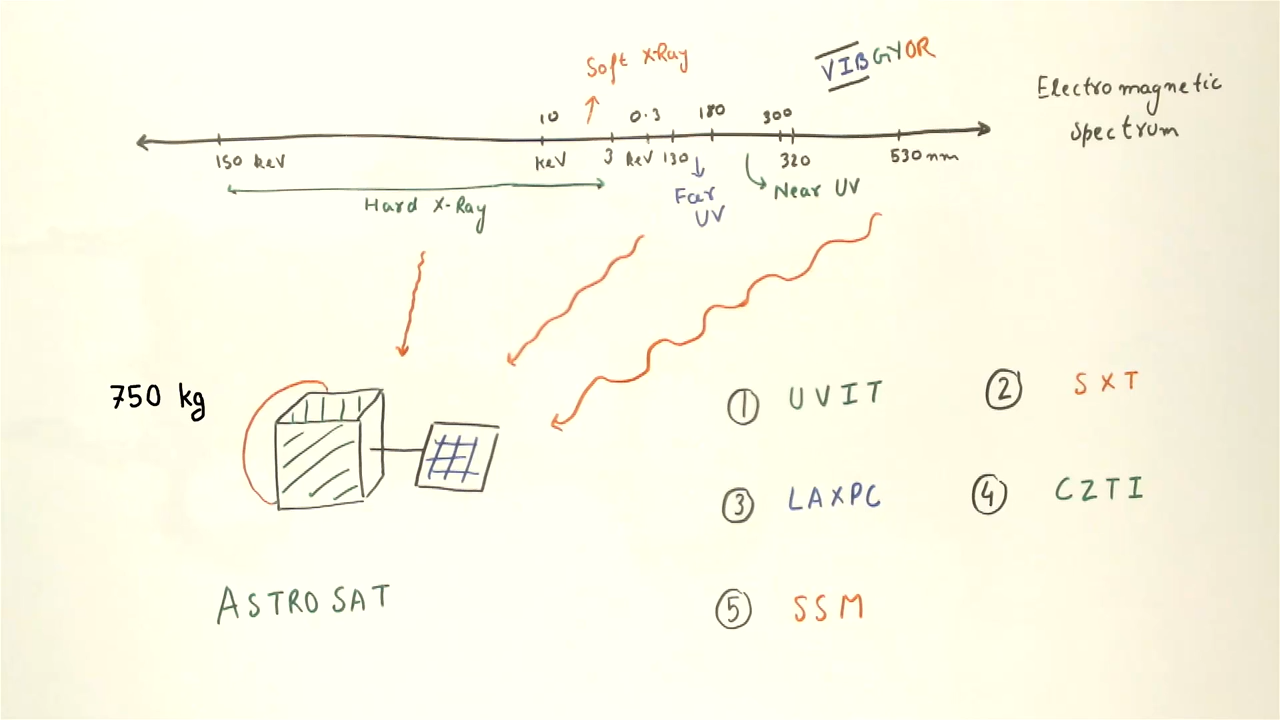 Soft X-Ray
VIBGYOR
Electromagnetic
spectrum
10 0.3 180 300
150 keV keV 3 keV 130 320 530 nm
Hard X-Ray
Far
UV
Near UV
750 kg
① UVIT
② SXT
③ LAXPC
④ CZTI
ASTROSAT
⑤ SSM